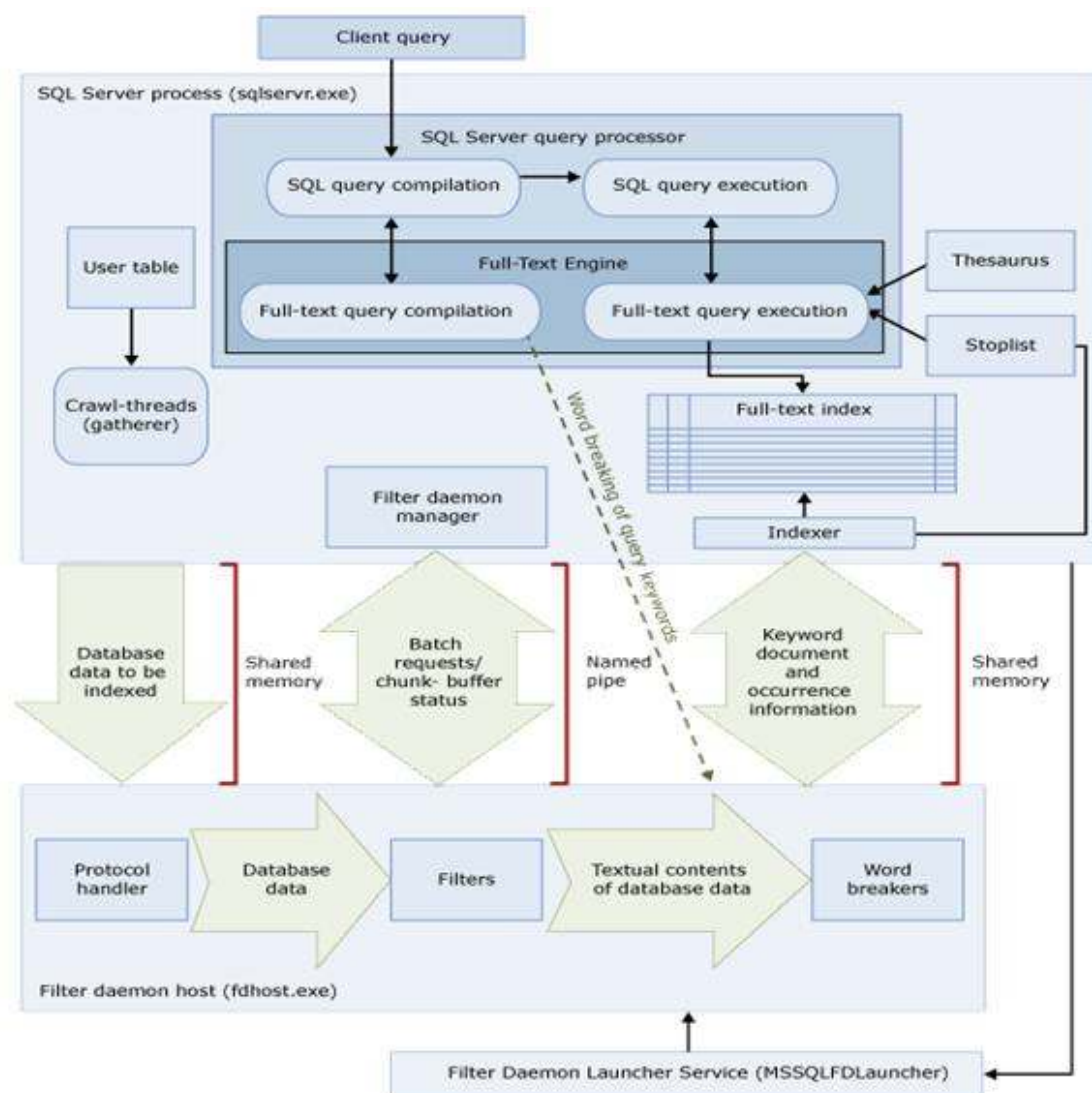 Client query
SQL Server process (sqlservr.exe)
SQL Server query processor
SQL query compilation
SQL query execution
User table
Full-Text Engine
Thesaurus
Full-text query compilation
Full-text query execution
Stoplist
Crawl-threads
(gatherer)
Full-text index
Word breaking of query keywords
Filter daemon
manager
Indexer
Database
data to be
indexed
Shared
memory
Batch
requests/
chunk- buffer
status
Named
pipe
Keyword
document
and
occurrence
information
Shared
memory
Protocol
handler
Database
data
Filters
Textual contents
of database data
Word
breakers
Filter daemon host (fdhost.exe)
Filter Daemon Launcher Service (MSSQLFDLauncher)